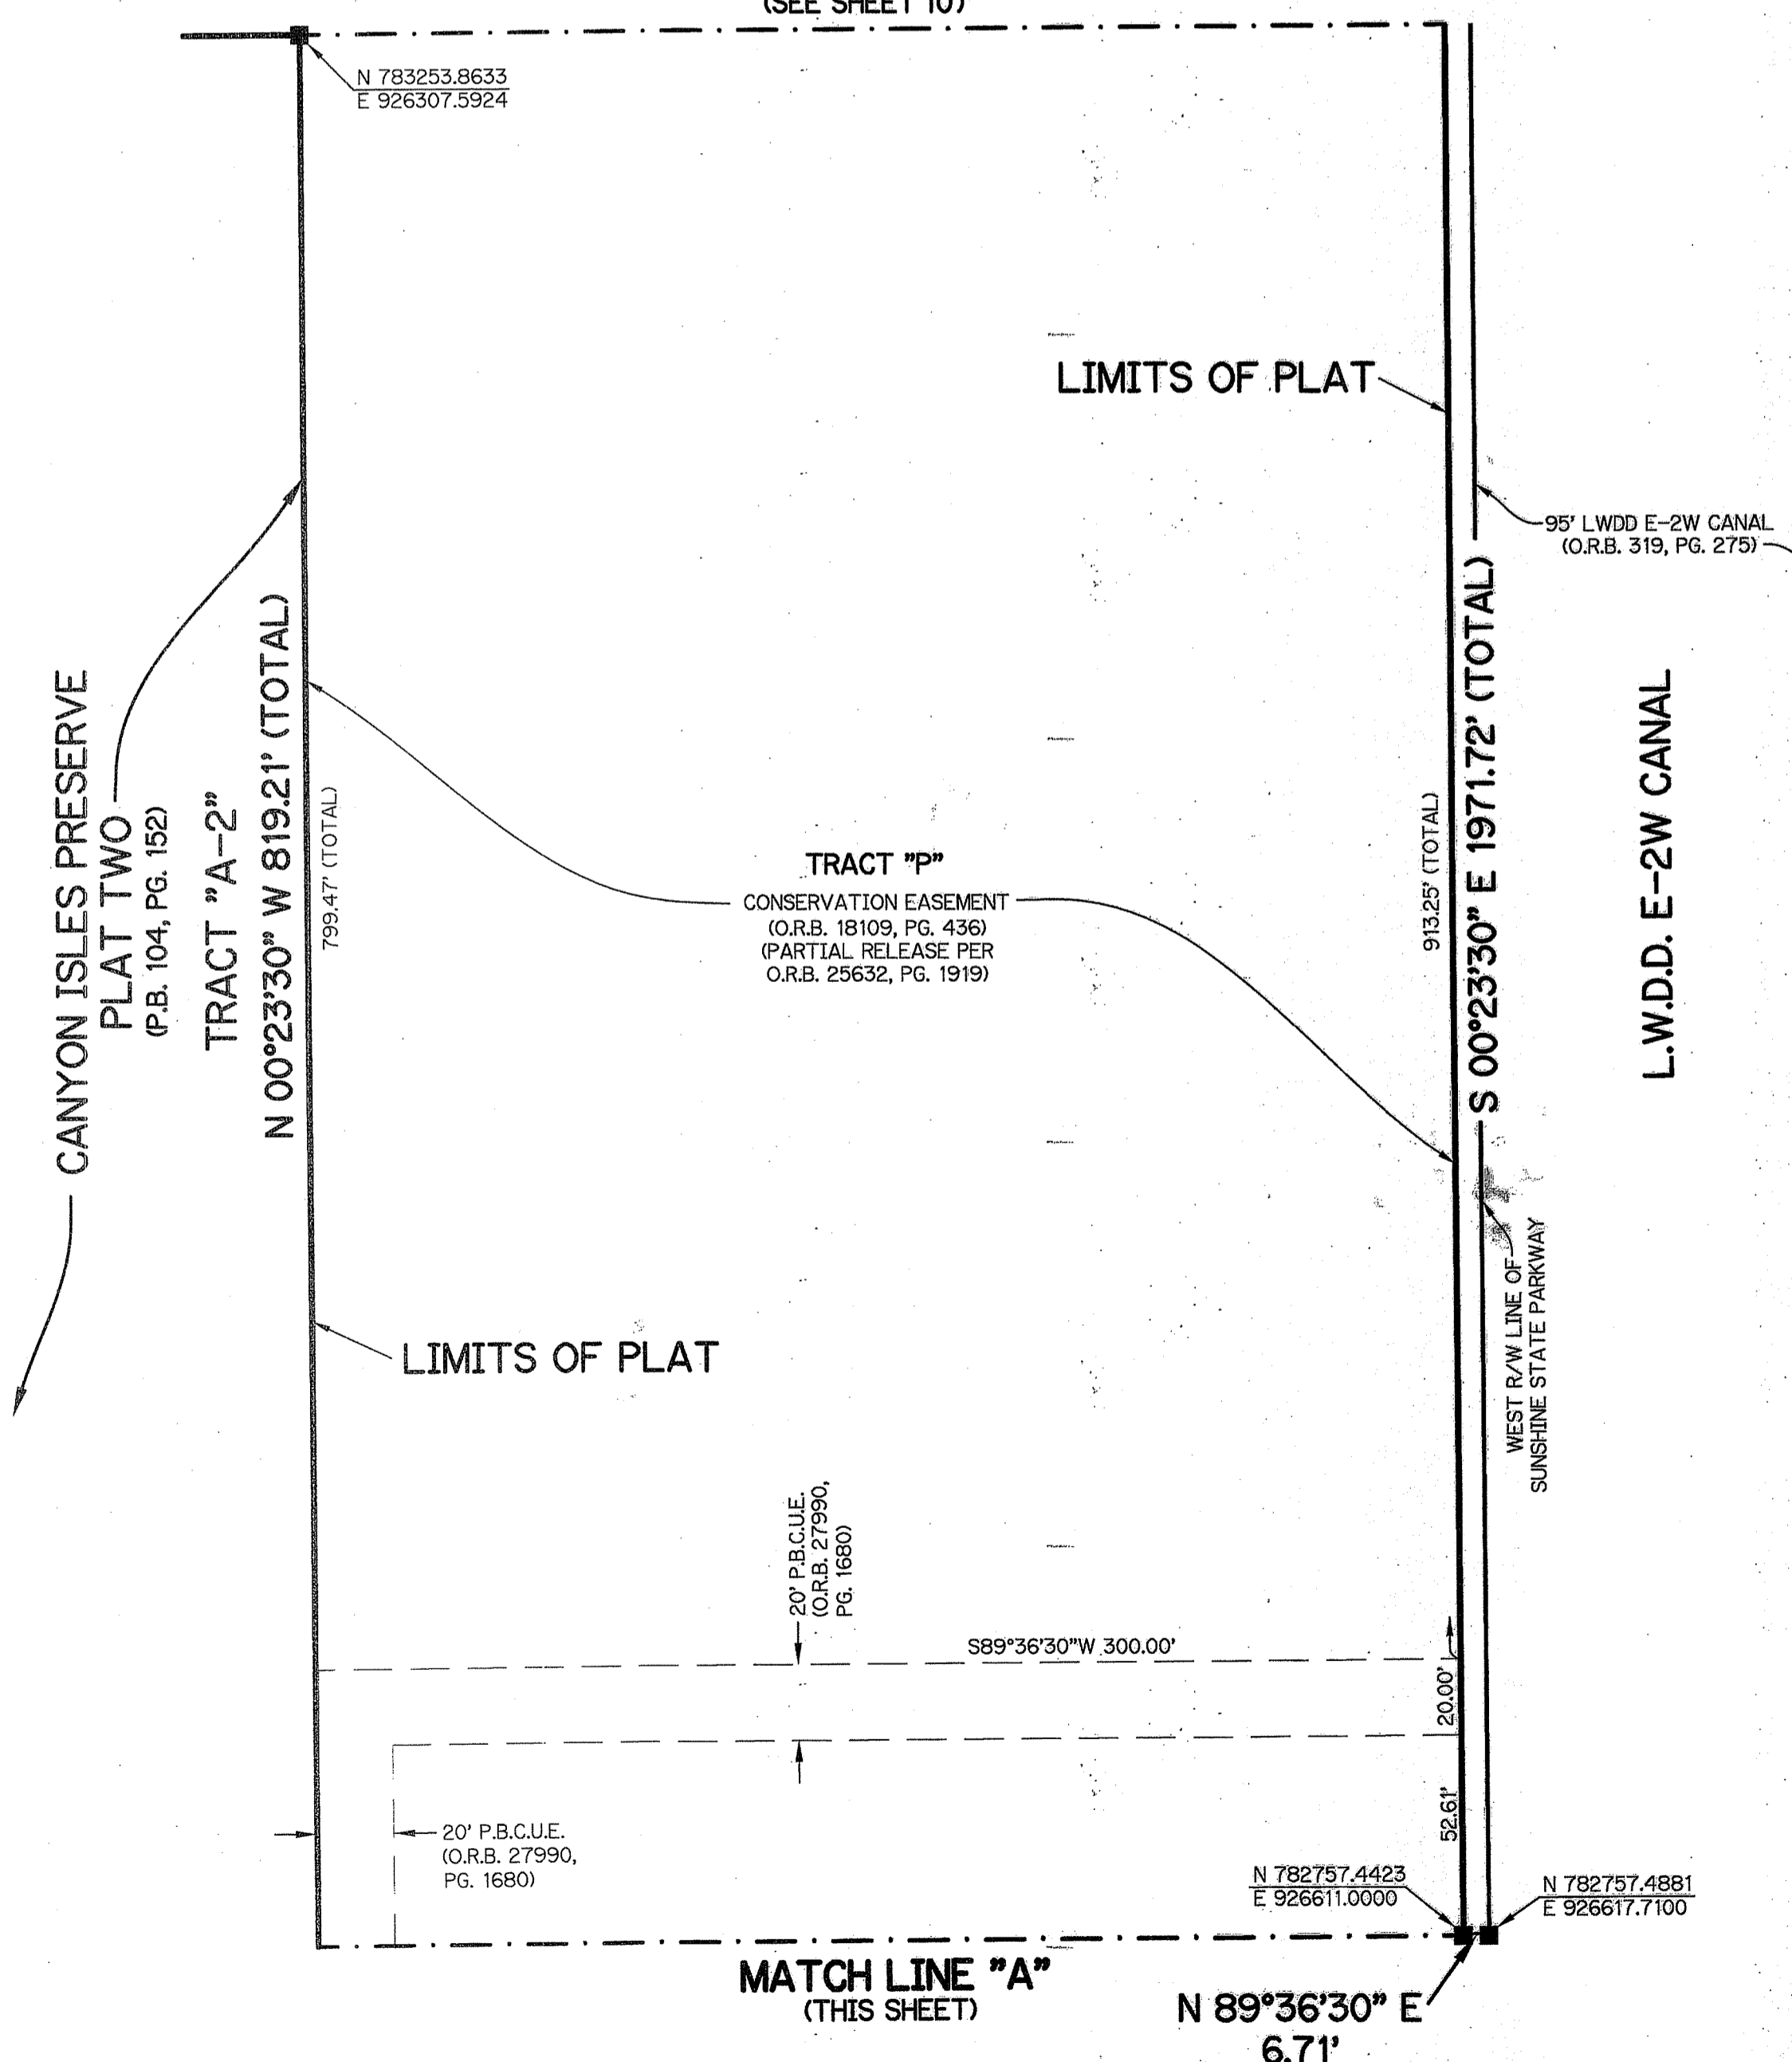 (SEE SHEET 10)
N 783253.8633
E 926307.5924
LIMITS OF PLAT
95' LWDD E-2W CANAL
(O.R.B. 319, PG. 275)
CANYON ISLES PRESERVE
PLAT TWO
(P.B. 104, PG. 152)
TRACT "A-2"
N 00°23'30" W 819.21' (TOTAL)
799.47' (TOTAL)
TRACT "P"
CONSERVATION EASEMENT
(O.R.B. 18109, PG. 436)
(PARTIAL RELEASE PER
O.R.B. 25632, PG. 1919)
913.25' (TOTAL)
S 00°23'30" E 1971.72' (TOTAL)
L.W.D.D. E-2W CANAL
WEST R/W LINE OF
SUNSHINE STATE PARKWAY
LIMITS OF PLAT
20' P.B.C.U.E.
(O.R.B. 27990,
PG. 1680)
S89°36'30"W 300.00'
20.00'
52.61'
20' P.B.C.U.E.
(O.R.B. 27990,
PG. 1680)
N 782757.4423
E 926611.0000
N 782757.4881
E 926617.7100
MATCH LINE "A"
(THIS SHEET)
N 89°36'30" E
6.71'